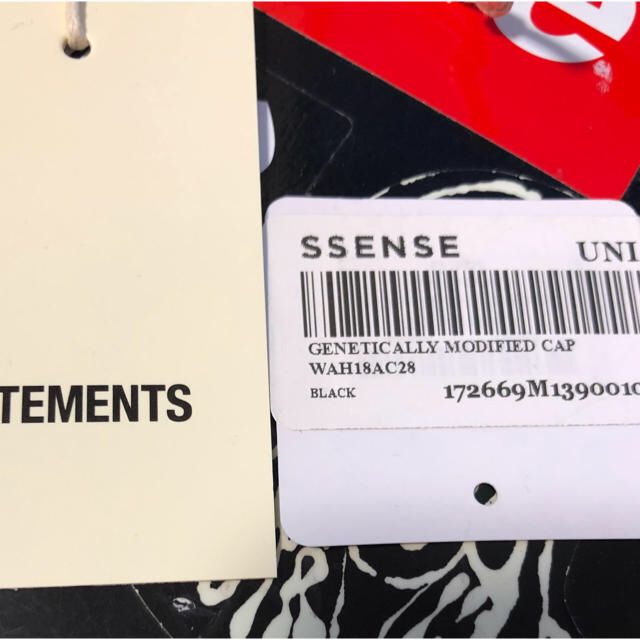 TEMENTS
SSENSE
UNI
GENETICALLY MODIFIED CAP
WAH18AC28
BLACK 172669M1390010